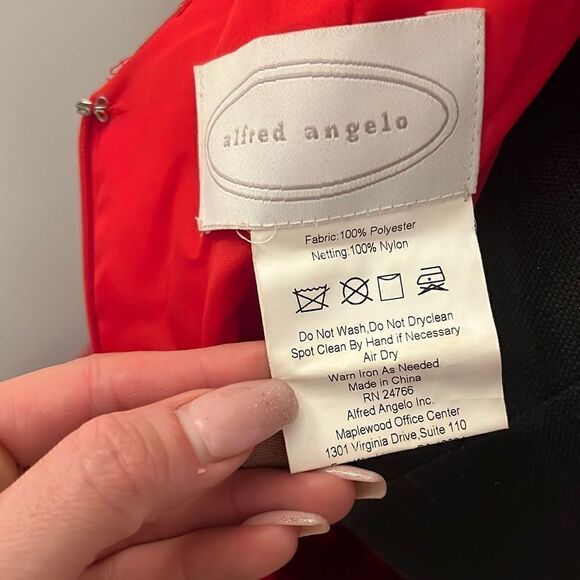 alfred angelo
Fabric:100% Polyester
Netting:100% Nylon
Do Not Wash,Do Not Dryclean
Spot Clean By Hand if Necessary
Air Dry
Warn Iron As Needed
Made in China
RN 24766
Alfred Angelo Inc.
Maplewood Office Center
1301 Virginia Drive,Suite 110